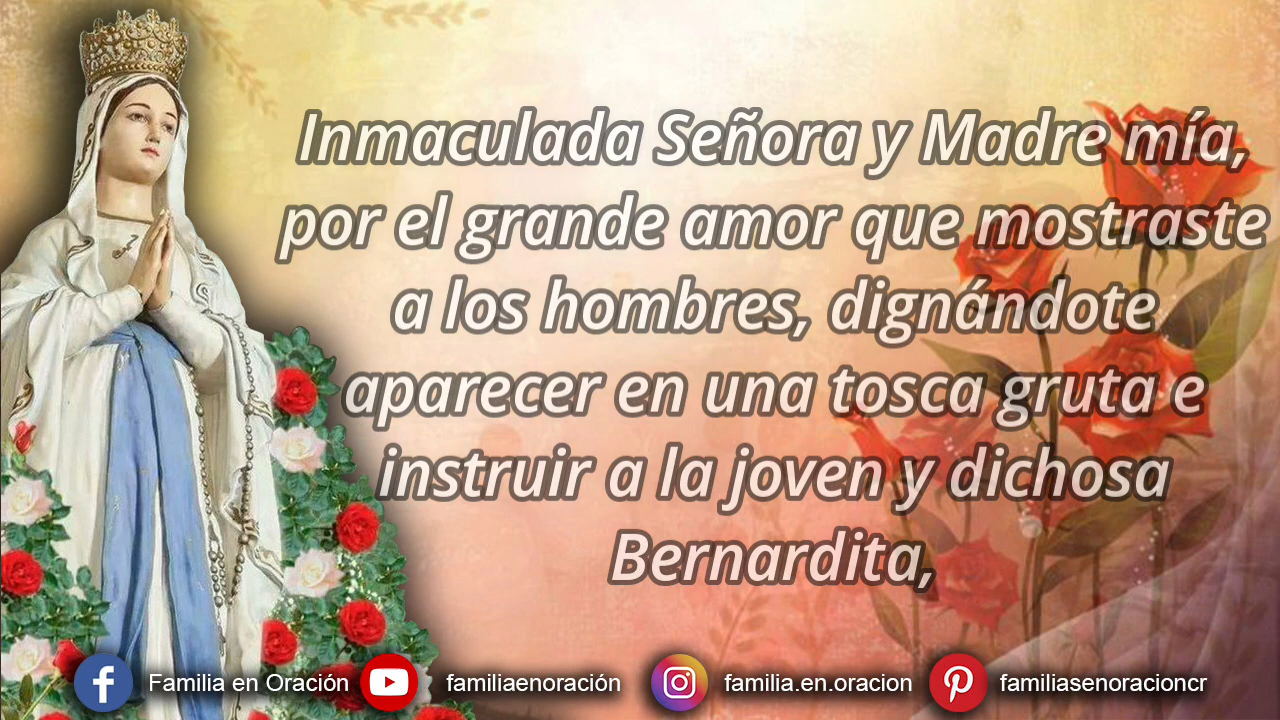 Inmaculada Señora y Madre mía,
por el grande amor que mostraste
a los hombres, dignándote
aparecer en una tosca gruta e
instruir a la joven y dichosa
Bernardita,
Familia en Oración familiaenoración familia.en.oracion familiasenoracioncr